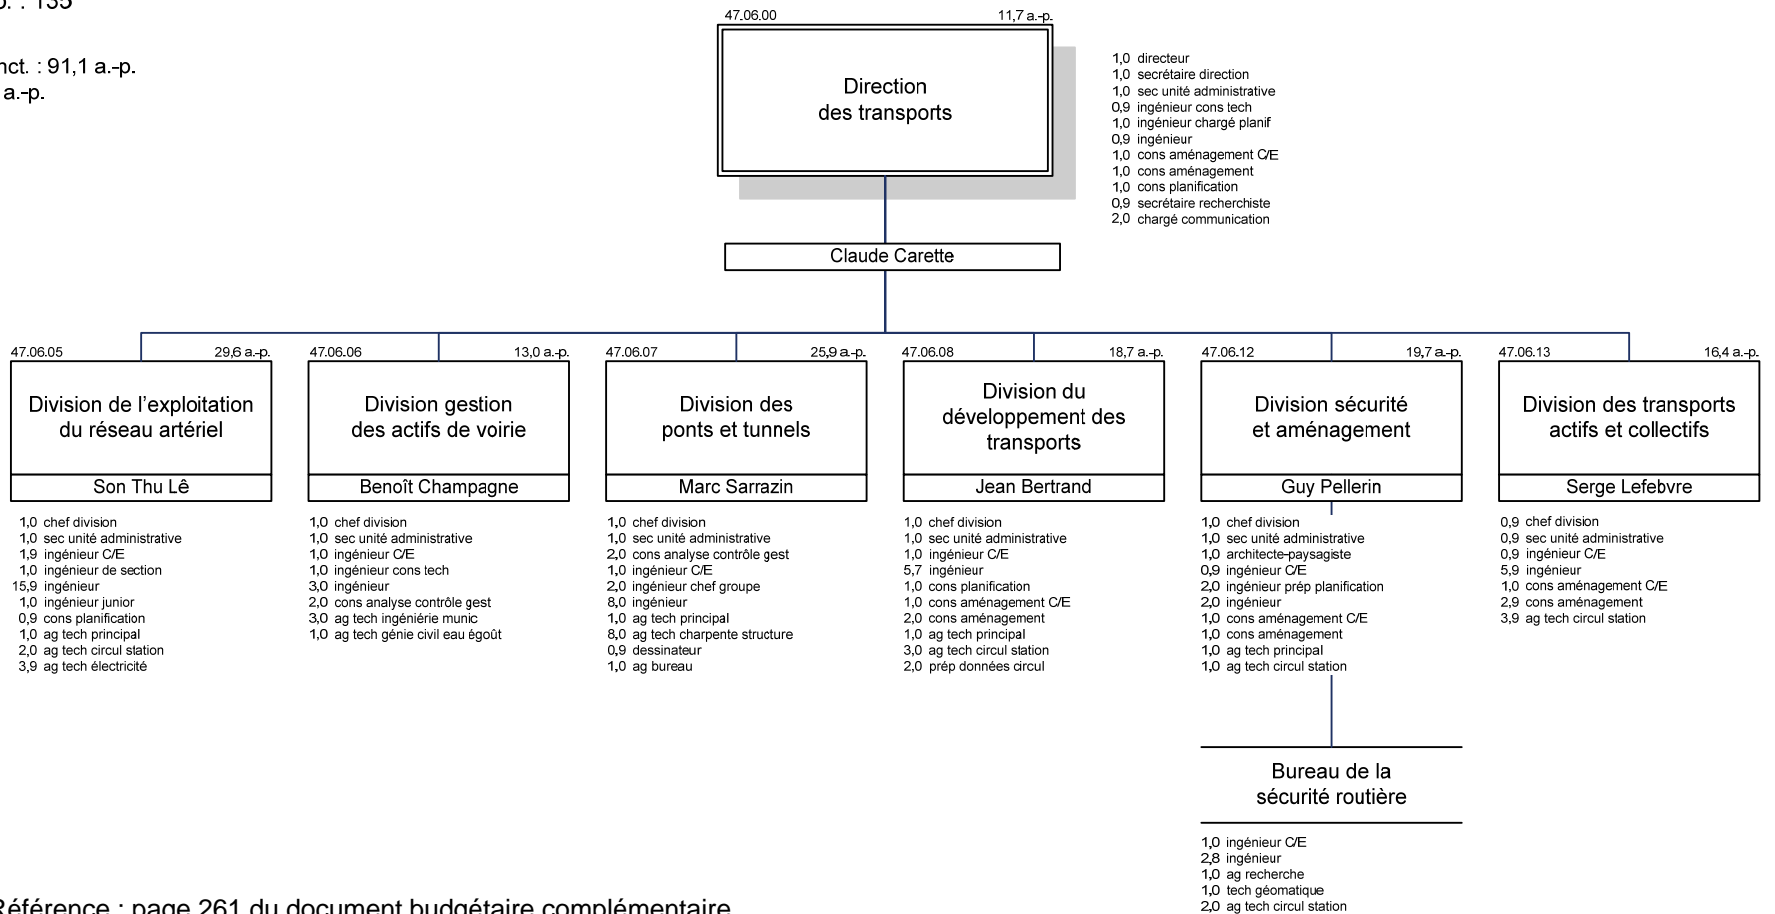 : 135
: 91,1 a.-p.
a.-p.
47.06.00 11,7 a.-p.
Direction
des transports
1,0 directeur
1,0 secrétaire direction
1,0 sec unité administrative
0,9 ingénieur cons tech
1,0 ingénieur chargé planif
0,9 ingénieur
1,0 cons aménagement C/E
1,0 cons aménagement
1,0 cons planification
0,9 secrétaire recherchiste
2,0 chargé communication
Claude Carette
47.06.05 29,6 a.-p.
Division de l'exploitation
du réseau artériel
Son Thu Lê
1,0 chef division
1,0 sec unité administrative
1,9 ingénieur C/E
1,0 ingénieur de section
15,9 ingénieur
1,0 ingénieur junior
0,9 cons planification
1,0 ag tech principal
2,0 ag tech circul station
3,9 ag tech électricité
47.06.06 13,0 a.-p.
Division gestion
des actifs de voirie
Benoît Champagne
1,0 chef division
1,0 sec unité administrative
1,0 ingénieur C/E
1,0 ingénieur cons tech
3,0 ingénieur
2,0 cons analyse contrôle gest
3,0 ag tech ingéniérie munic
1,0 ag tech génie civil eau égoût
47.06.07 25,9 a.-p.
Division des
ponts et tunnels
Marc Sarrazin
1,0 chef division
1,0 sec unité administrative
2,0 cons analyse contrôle gest
1,0 ingénieur C/E
2,0 ingénieur chef groupe
8,0 ingénieur
1,0 ag tech principal
8,0 ag tech charpente structure
0,9 dessinateur
1,0 ag bureau
47.06.08 18,7 a.-p.
Division du
développement des
transports
Jean Bertrand
1,0 chef division
1,0 sec unité administrative
1,0 ingénieur C/E
5,7 ingénieur
1,0 cons planification
1,0 cons aménagement C/E
2,0 cons aménagement
1,0 ag tech principal
3,0 ag tech circul station
2,0 prép données circul
47.06.12 19,7 a.-p.
Division sécurité
et aménagement
Guy Pellerin
1,0 chef division
1,0 sec unité administrative
1,0 architecte-paysagiste
0,9 ingénieur C/E
2,0 ingénieur prép planification
2,0 ingénieur
1,0 cons aménagement C/E
1,0 cons aménagement
1,0 ag tech principal
1,0 ag tech circul station
Bureau de la
sécurité routière
1,0 ingénieur C/E
2,8 ingénieur
1,0 ag recherche
1,0 tech géomatique
2,0 ag tech circul station
47.06.13 16,4 a.-p.
Division des transports
actifs et collectifs
Serge Lefebvre
0,9 chef division
0,9 sec unité administrative
0,9 ingénieur C/E
5,9 ingénieur
1,0 cons aménagement C/E
2,9 cons aménagement
3,9 ag tech circul station
Référence : page 261 du document budgétaire complémentaire